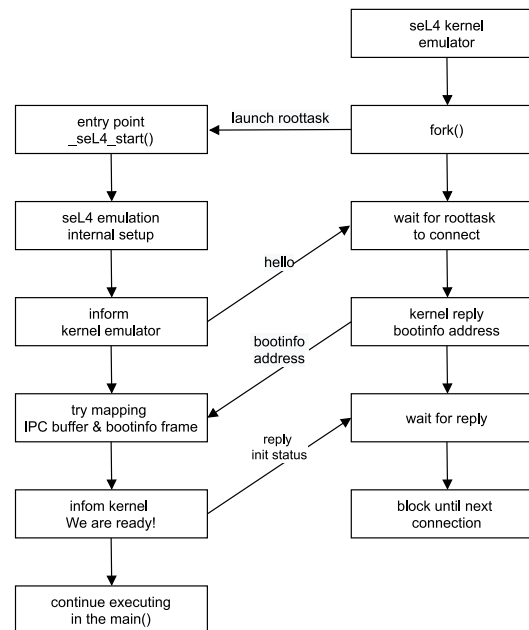 seL4 kernel
emulator
entry point
_seL4_start()
launch roottask
fork()
seL4 emulation
internal setup
wait for roottask
to connect
hello
inform
kernel emulator
kernel reply
bootinfo address
bootinfo
address
try mapping
IPC buffer & bootinfo frame
wait for reply
reply
init status
infom kernel
We are ready!
block until next
connection
continue executing
in the main()